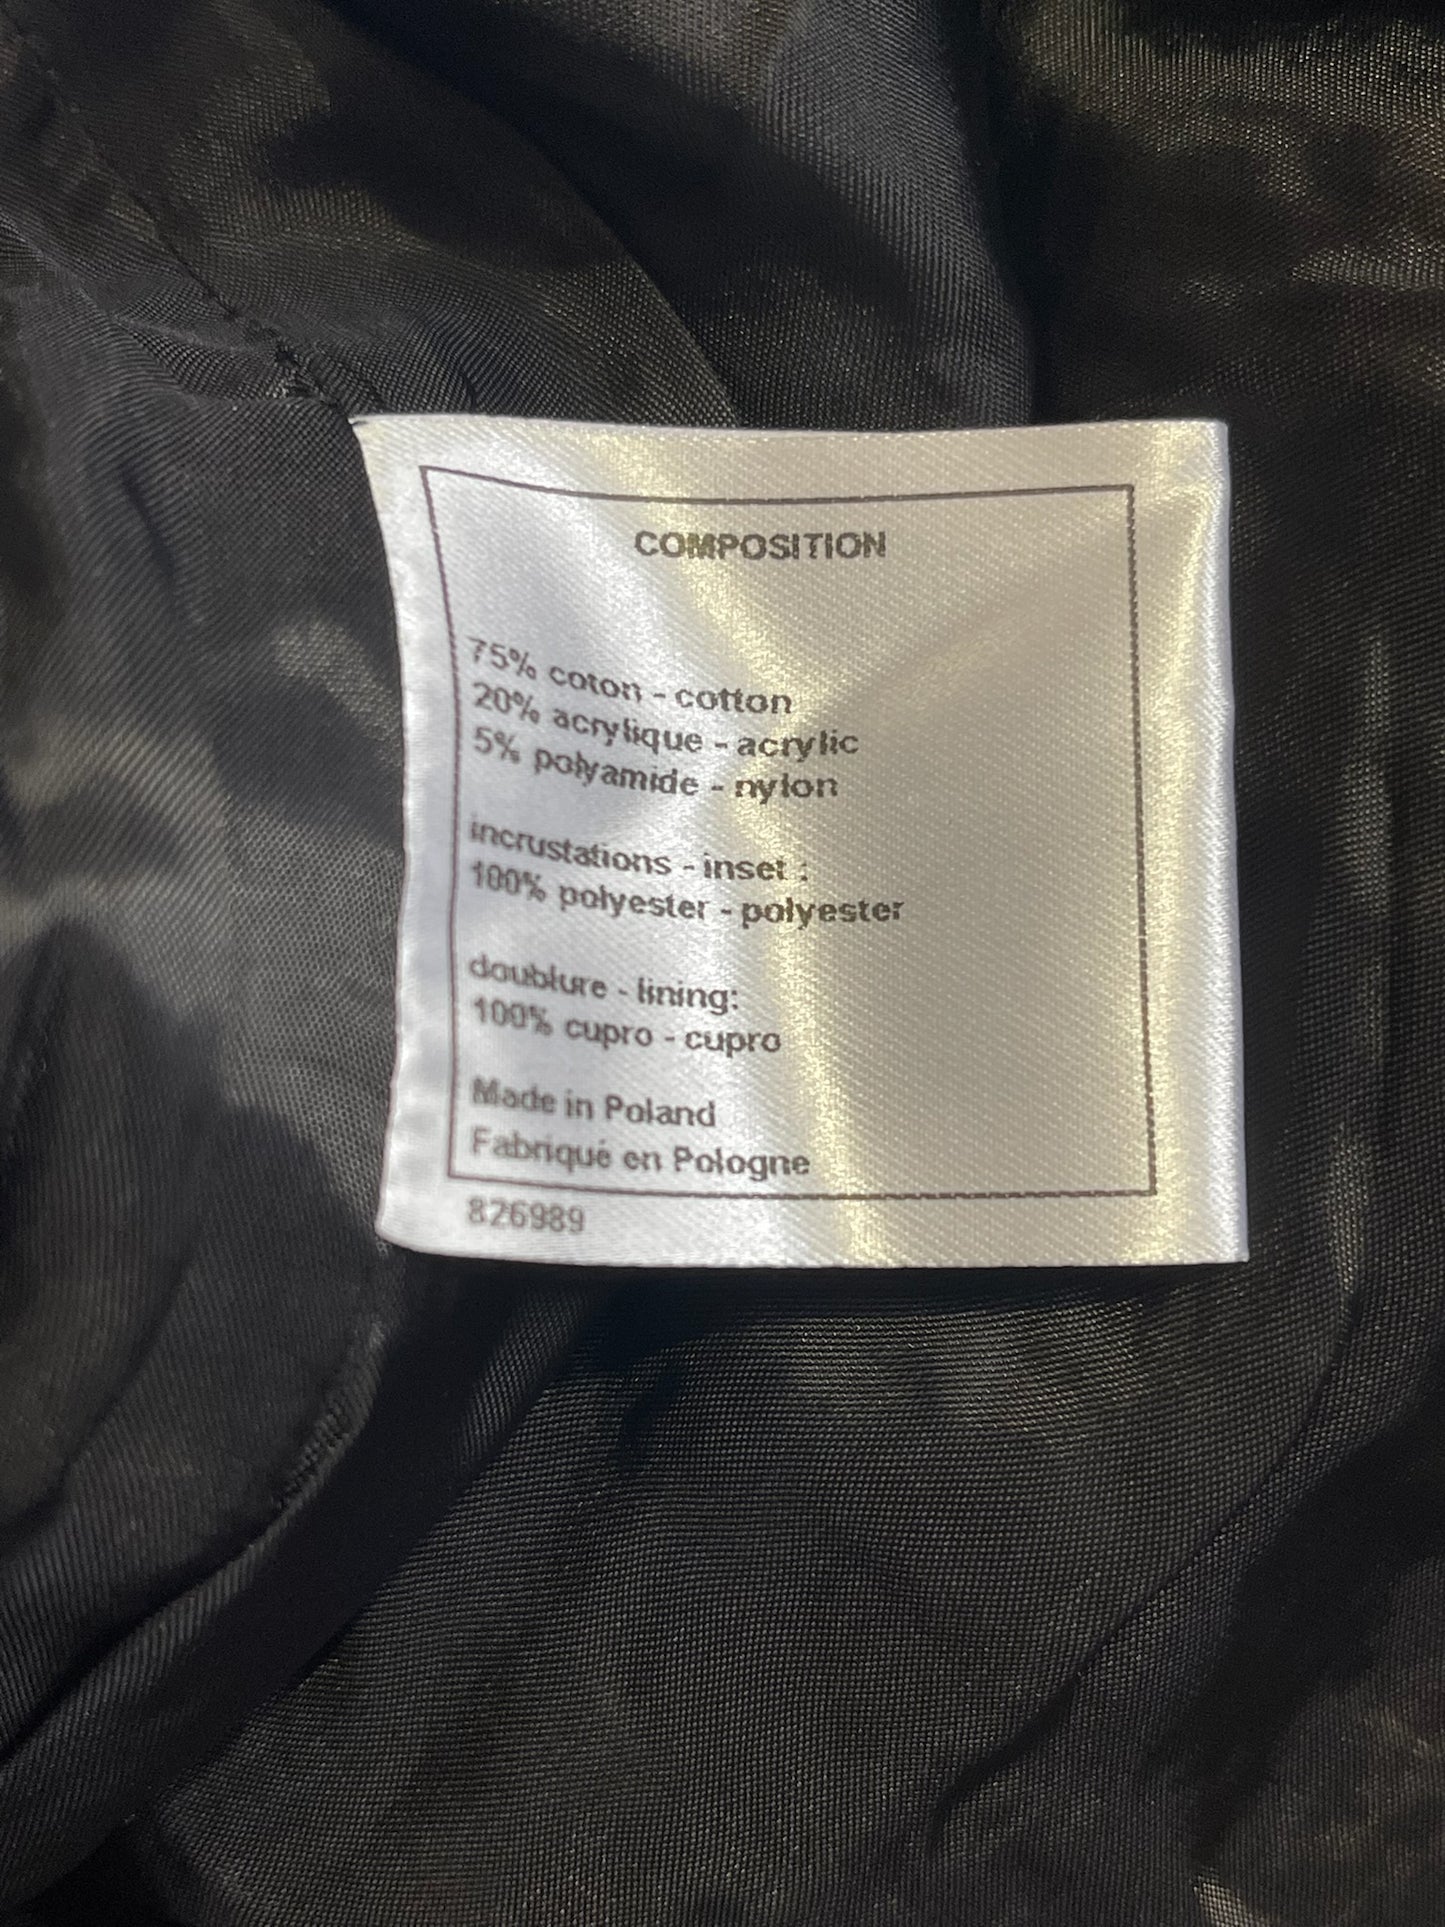 COMPOSITION
75% coton - cotton
20% acrylique - acrylic
5% polyamide - nylon
incrustations - inset :
100% polyester - polyester
doublure - lining:
100% cupro - cupro
Made in Poland
Fabriqué en Pologne
826989